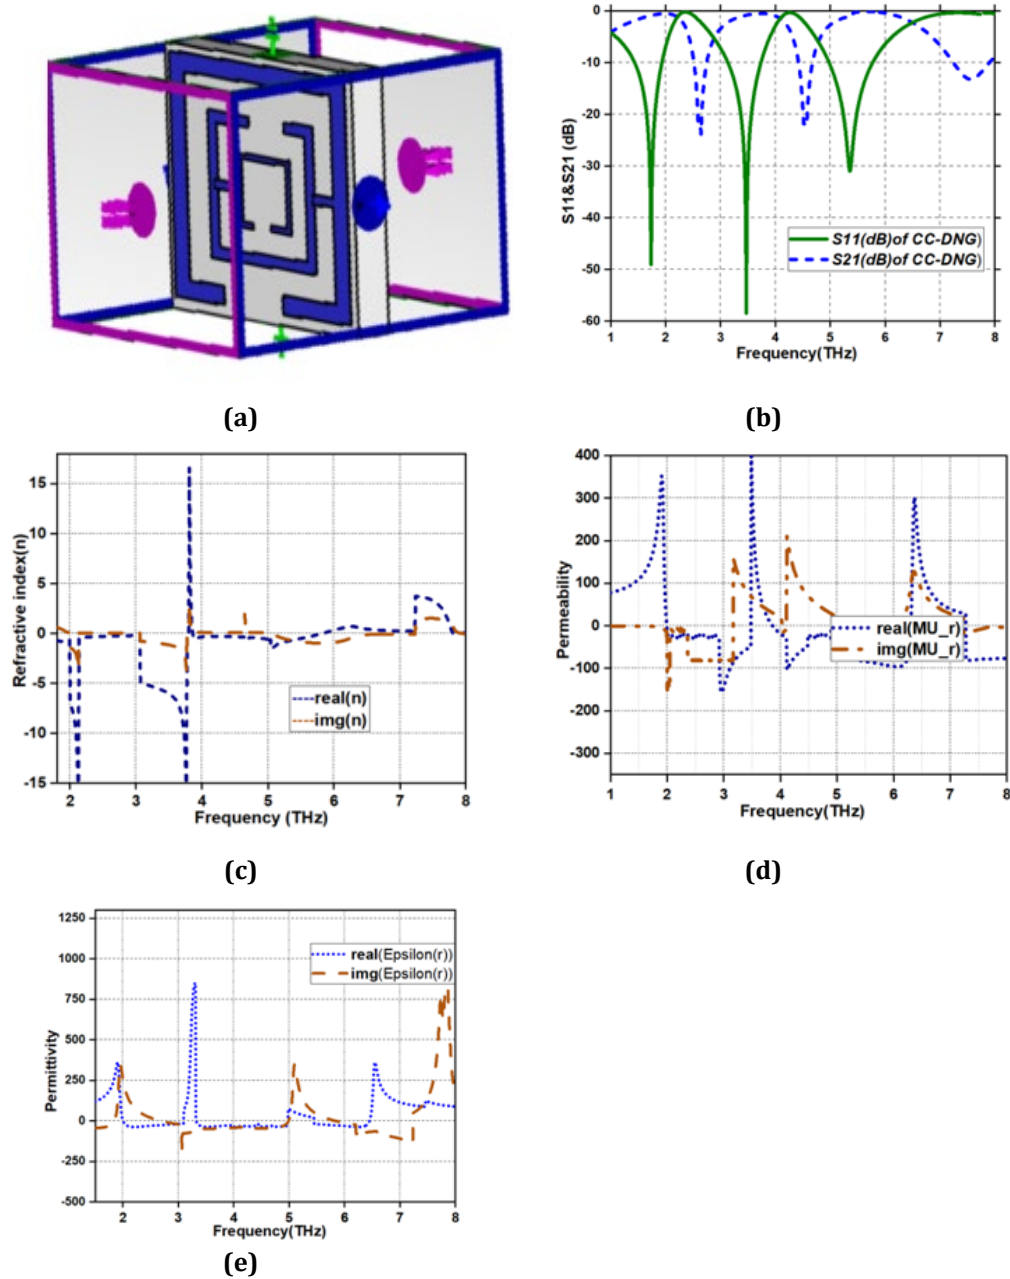 0
-10
-20
-30
-40
-50
-60
S11&S21 (dB)
S11(dB)of CC-DNG)
S21(dB)of CC-DNG)
1 2 3 4 5 6 7 8
Frequency(THz)
(a)
(b)
15
10
5
0
-5
-10
-15
Refractive index(n)
real(n)
img(n)
2 3 4 5 6 7 8
Frequency (THz)
400
300
200
100
0
-100
-200
-300
Permeability
real(MU_r)
img(MU_r)
1 2 3 4 5 6 7 8
Frequency(THz)
(c)
(d)
1250
1000
750
500
250
0
-250
-500
Permittivity
real(Epsilon(r))
img(Epsilon(r))
2 3 4 5 6 7 8
Frequency(THz)
(e)